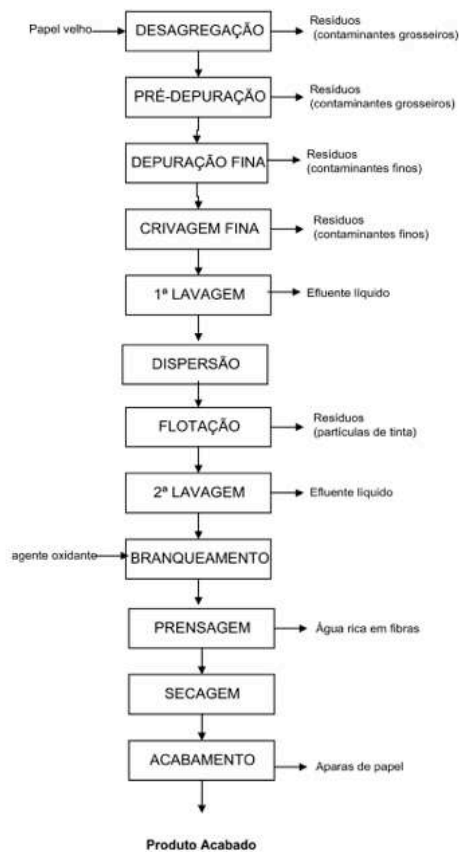 Papel velho
DESAGREGAÇÃO
Resíduos
(contaminantes grosseiros)
PRÉ-DEPURAÇÃO
Resíduos
(contaminantes grosseiros)
DEPURAÇÃO FINA
Resíduos
(contaminantes finos)
CRIVAGEM FINA
Resíduos
(contaminantes finos)
1ª LAVAGEM
Efluente líquido
DISPERSÃO
FLOTAÇÃO
Resíduos
(partículas de tinta)
2ª LAVAGEM
Efluente líquido
agente oxidante
BRANQUEAMENTO
PRENSAGEM
Água rica em fibras
SECAGEM
ACABAMENTO
Aparas de papel
Produto Acabado